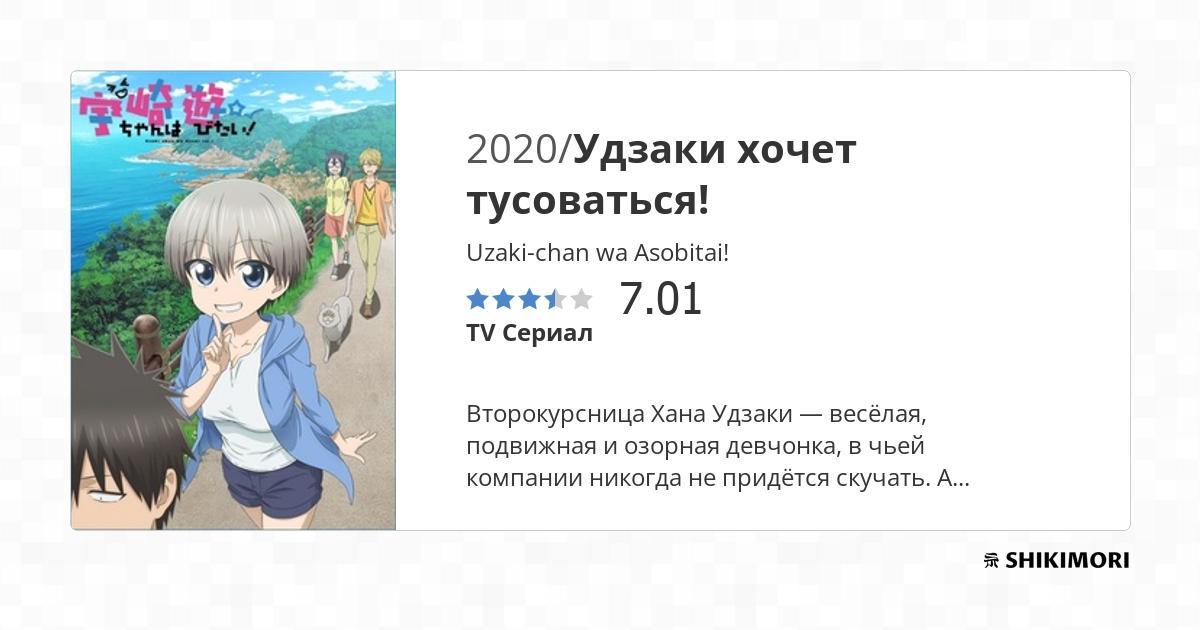 宇崎ちゃんは遊びたい!
2020/Удзаки хочет
тусоваться!
Uzaki-chan wa Asobitai!
7.01
TV Сериал
Второкурсница Хана Удзаки — весёлая,
подвижная и озорная девчонка, в чьей
компании никогда не придётся скучать. А...
SHIKIMORI